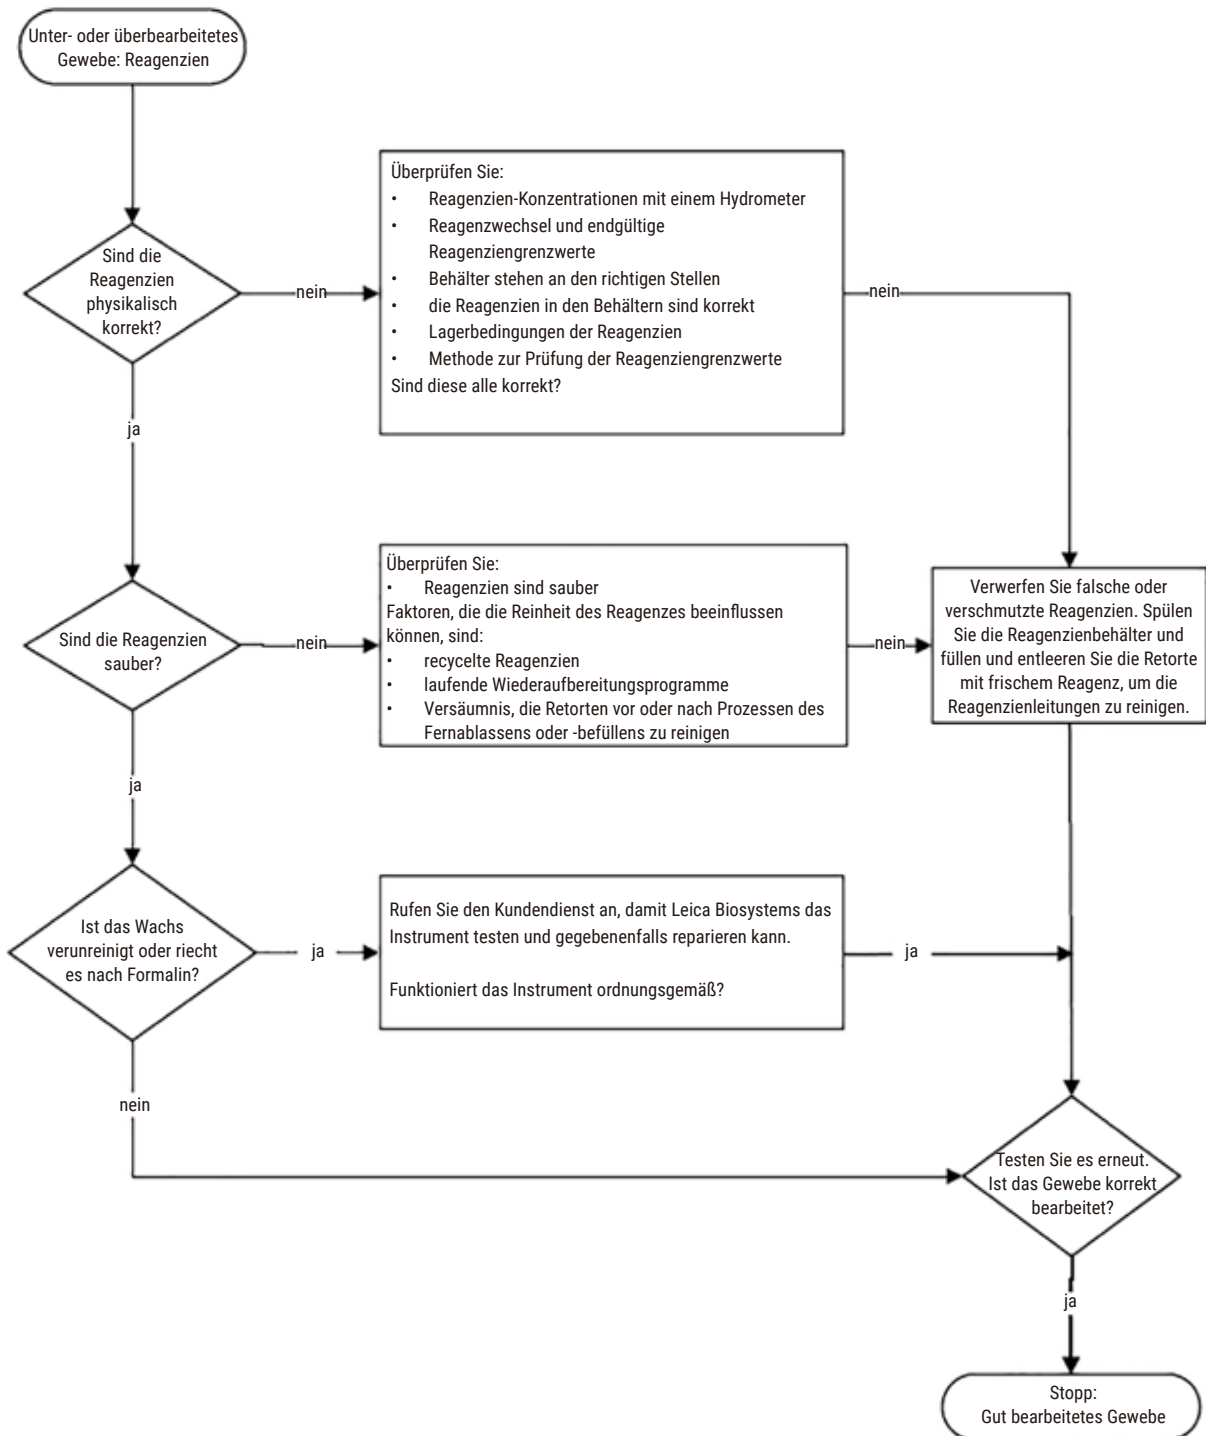 Unter- oder überbearbeitetes
Gewebe: Reagenzien
Sind die
Reagenzien
physikalisch
korrekt?
nein
Überprüfen Sie:
• Reagenzien-Konzentrationen mit einem Hydrometer
• Reagenzwechsel und endgültige
Reagenziengrenzwerte
• Behälter stehen an den richtigen Stellen
• die Reagenzien in den Behältern sind korrekt
• Lagerbedingungen der Reagenzien
• Methode zur Prüfung der Reagenziengrenzwerte
Sind diese alle korrekt?
nein
ja
Sind die Reagenzien
sauber?
nein
Überprüfen Sie:
• Reagenzien sind sauber
Faktoren, die die Reinheit des Reagenzes beeinflussen
können, sind:
• recycelte Reagenzien
• laufende Wiederaufbereitungsprogramme
• Versäumnis, die Retorten vor oder nach Prozessen des
Fernablassens oder -befüllens zu reinigen
nein
Verwerfen Sie falsche oder
verschmutzte Reagenzien. Spülen
Sie die Reagenzienbehälter und
füllen und entleeren Sie die Retorte
mit frischem Reagenz, um die
Reagenzienleitungen zu reinigen.
ja
Ist das Wachs
verunreinigt oder riecht
es nach Formalin?
ja
Rufen Sie den Kundendienst an, damit Leica Biosystems das
Instrument testen und gegebenenfalls reparieren kann.
Funktioniert das Instrument ordnungsgemäß?
ja
nein
Testen Sie es erneut.
Ist das Gewebe korrekt
bearbeitet?
ja
Stopp:
Gut bearbeitetes Gewebe